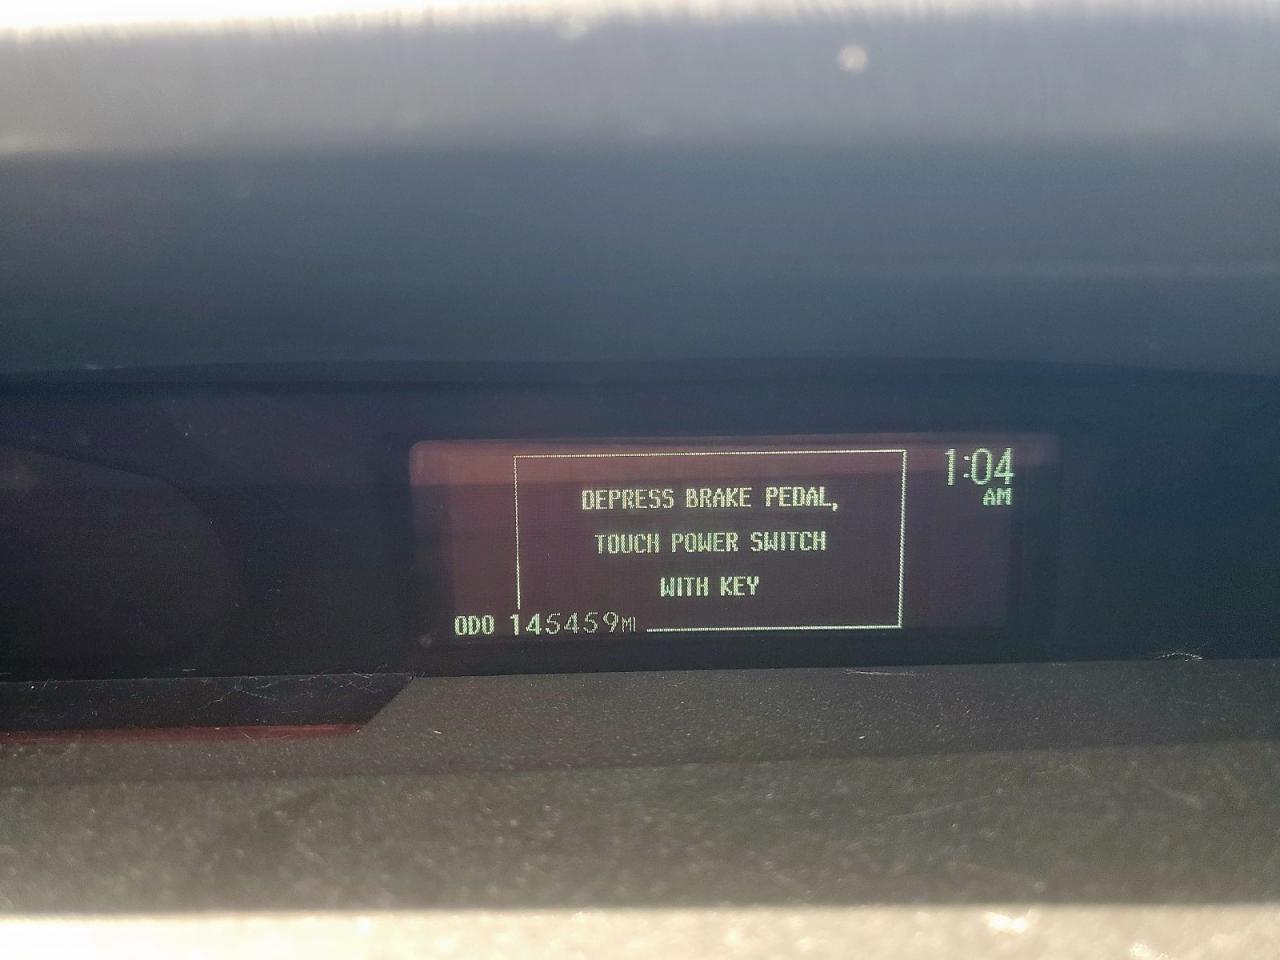 DEPRESS BRAKE PEDAL,
TOUCH POWER SWITCH
WITH KEY
1:04
AM
ODO 145459MI